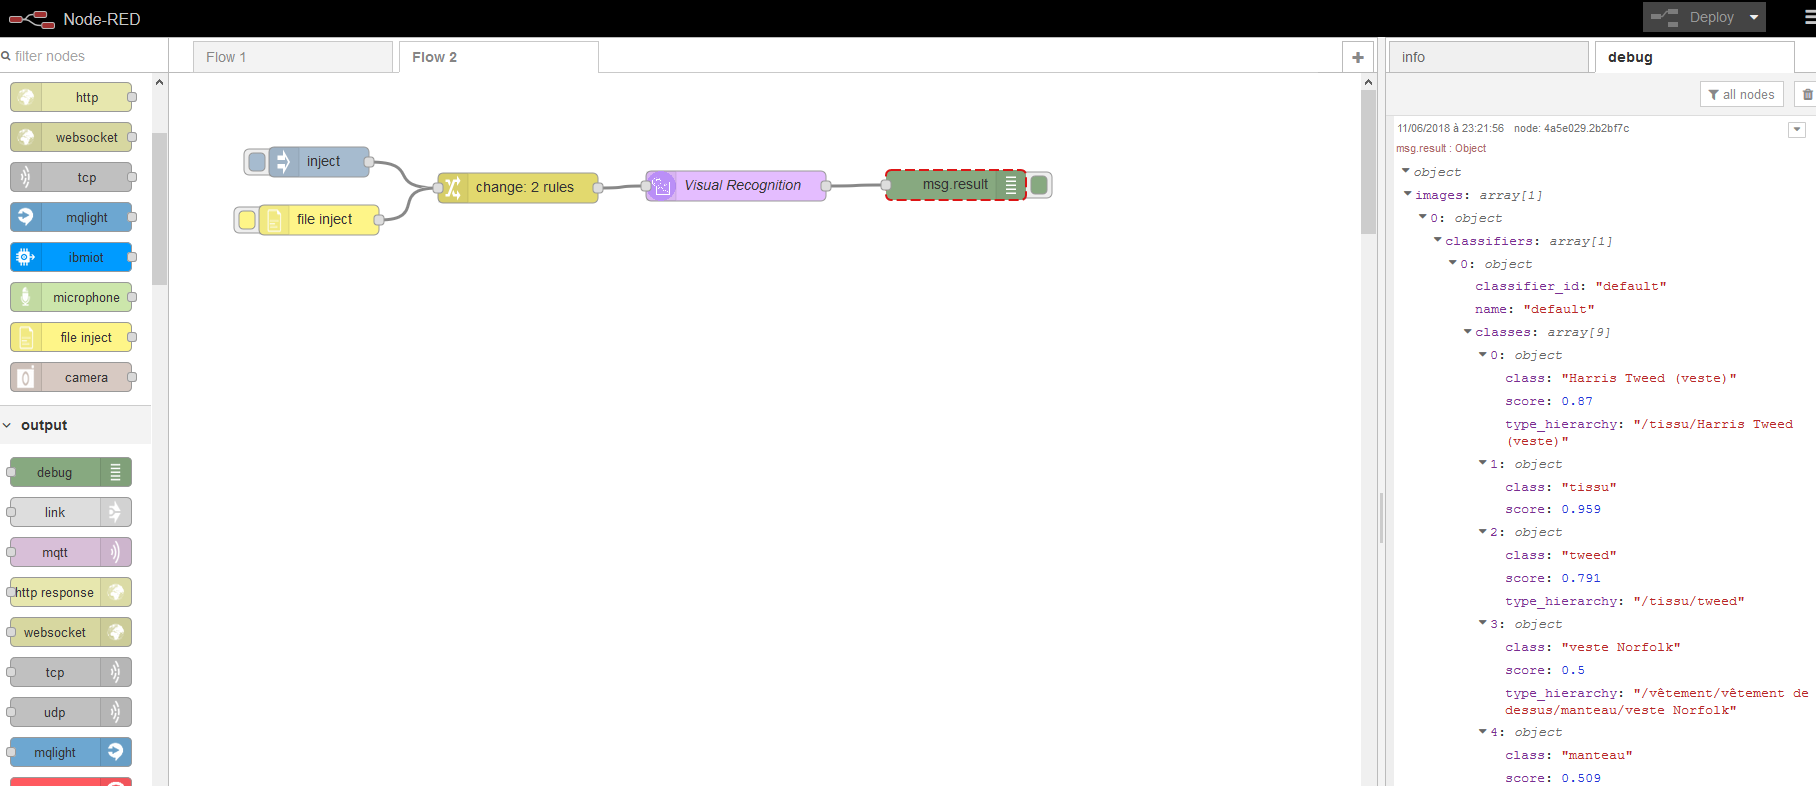 Node-RED
Deploy
filter nodes
Flow 1
Flow 2
info
debug
all nodes
http
websocket
tcp
mqlight
ibmiot
microphone
file inject
camera
output
debug
link
mqtt
http response
websocket
tcp
udp
mqlight
inject
file inject
change: 2 rules
Visual Recognition
msg.result
11/06/2018 à 23:21:56 node: 4a5e029.2b2bf7c
msg.result : Object
object
images: array[1]
0: object
classifiers: array[1]
0: object
classifier_id: "default"
name: "default"
classes: array[9]
0: object
class: "Harris Tweed (veste)"
score: 0.87
type_hierarchy: "/tissu/Harris Tweed
(veste)"
1: object
class: "tissu"
score: 0.959
2: object
class: "tweed"
score: 0.791
type_hierarchy: "/tissu/tweed"
3: object
class: "veste Norfolk"
score: 0.5
type_hierarchy: "/vêtement/vêtement de
dessus/manteau/veste Norfolk"
4: object
class: "manteau"
score: 0.509